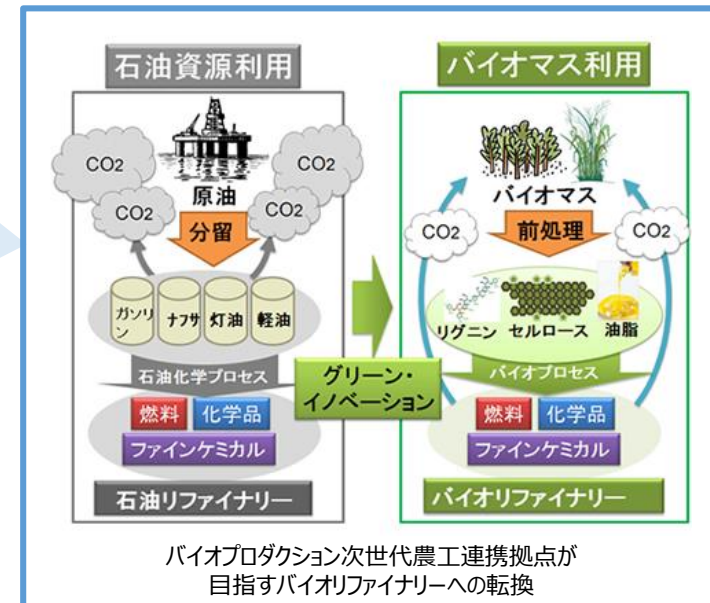 石油資源利用
CO2
CO2
CO2
CO2
原油
分留
ガソリ
ン
ナフサ
灯油
軽油
石油化学プロセス
燃料
化学品
ファインケミカル
石油リファイナリー
グリーン・
イノベーション
バイオマス利用
バイオマス
CO2
前処理
CO2
リグニン
セルロース
油脂
バイオプロセス
燃料
化学品
ファインケミカル
バイオリファイナリー
バイオプロダクション次世代農工連携拠点が
目指すバイオリファイナリーへの転換